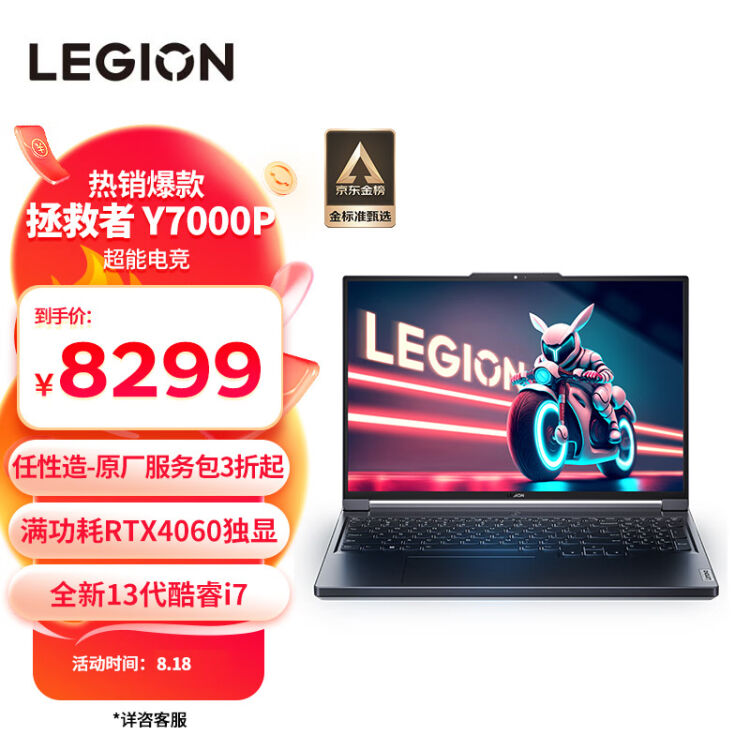 LEGION
热销爆款
拯救者 Y7000P
超能电竞
到手价:
¥8299
任性造-原厂服务包3折起
满功耗RTX4060独显
全新13代酷睿i7
活动时间：8.18
*详咨客服
京东金榜
金标准甄选
LEGION
LEGION